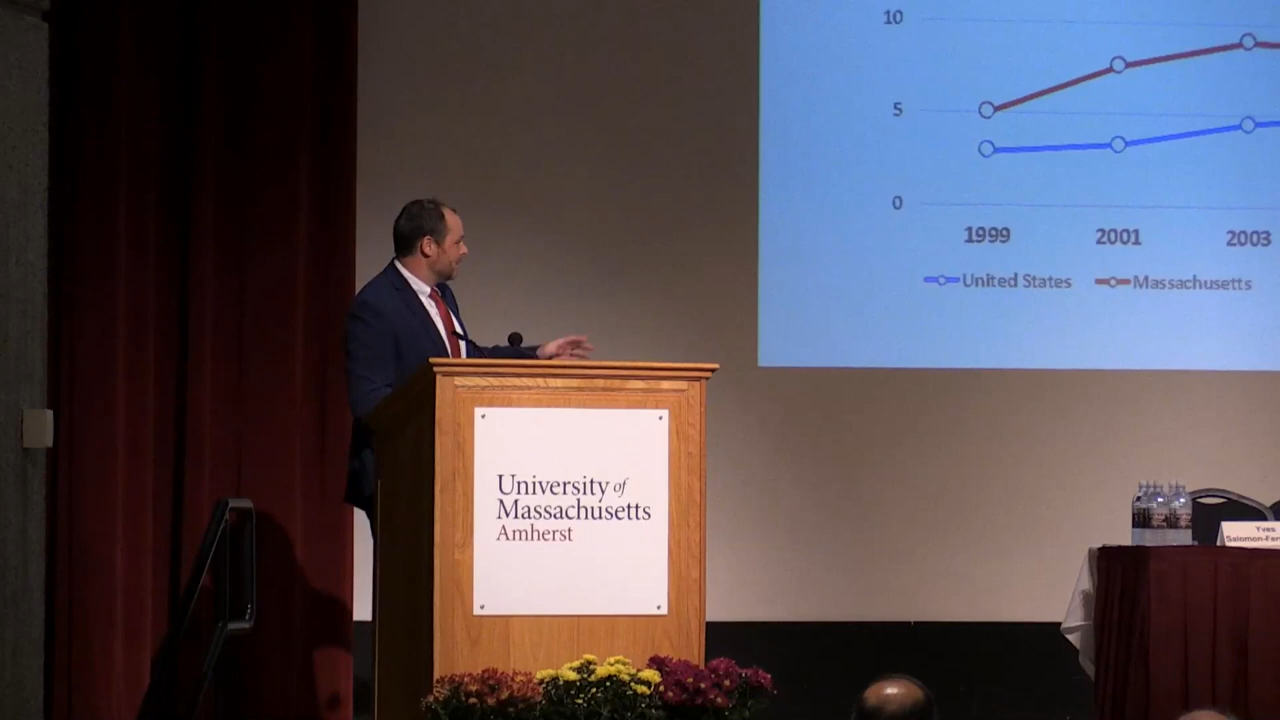 10
5
0
1999 2001 2003
United States Massachusetts
University of
Massachusetts
Amherst
Yves